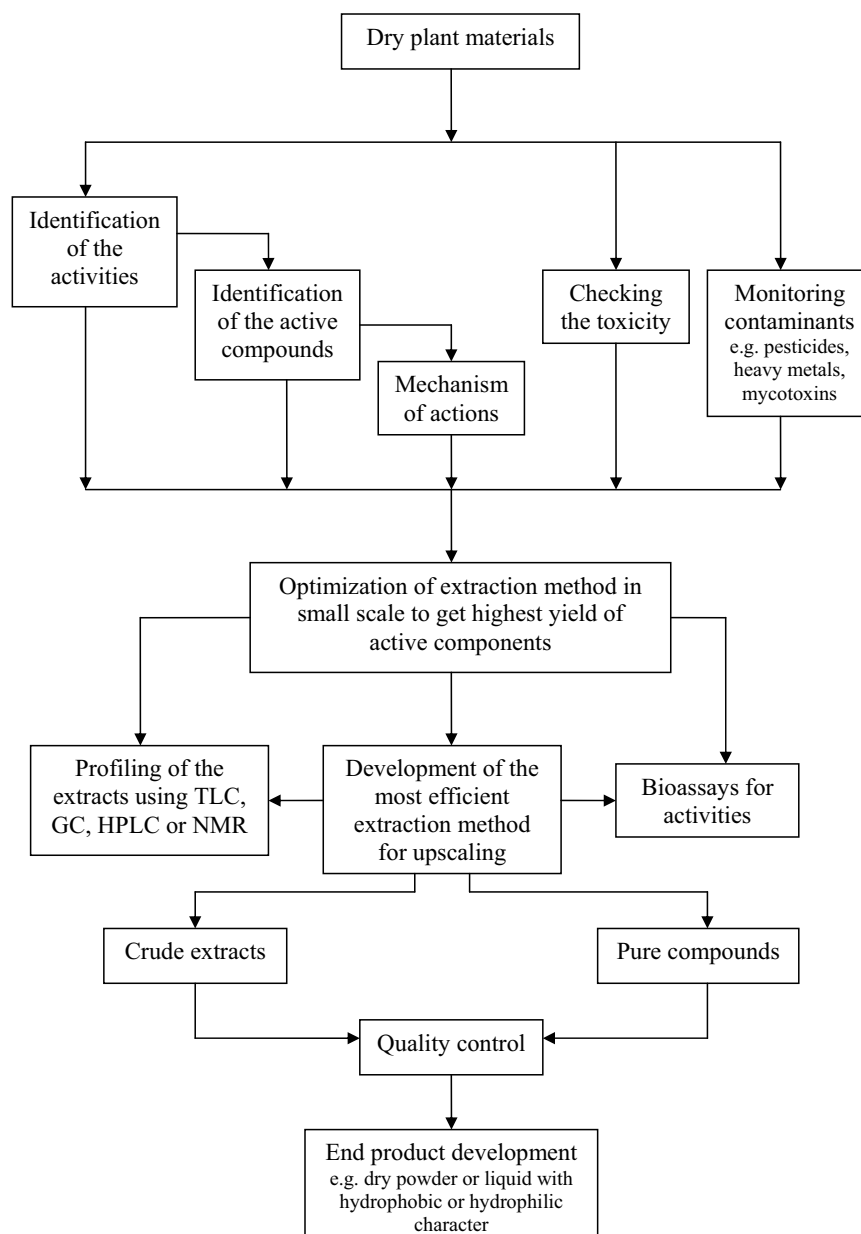 Dry plant materials
Identification
of the
activities
Identification
of the active
compounds
Mechanism
of actions
Checking
the toxicity
Monitoring
contaminants
e.g. pesticides,
heavy metals,
mycotoxins
Optimization of extraction method in
small scale to get highest yield of
active components
Profiling of the
extracts using TLC,
GC, HPLC or NMR
Development of the
most efficient
extraction method
for upscaling
Bioassays for
activities
Crude extracts
Pure compounds
Quality control
End product development
e.g. dry powder or liquid with
hydrophobic or hydrophilic
character